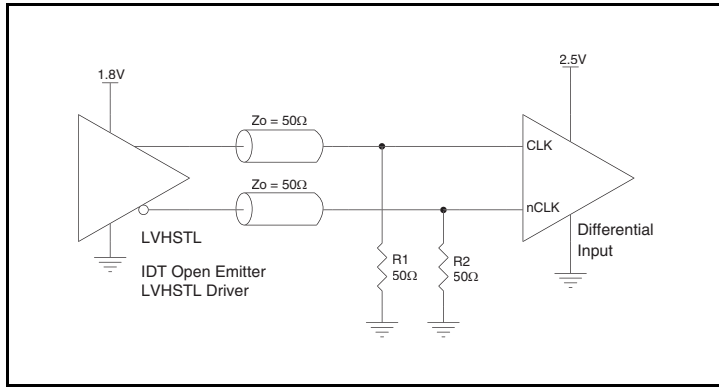 1.8V
2.5V
Zo = 50Ω
CLK
Zo = 50Ω
nCLK
LVHSTL
IDT Open Emitter
LVHSTL Driver
R1
50Ω
R2
50Ω
Differential
Input